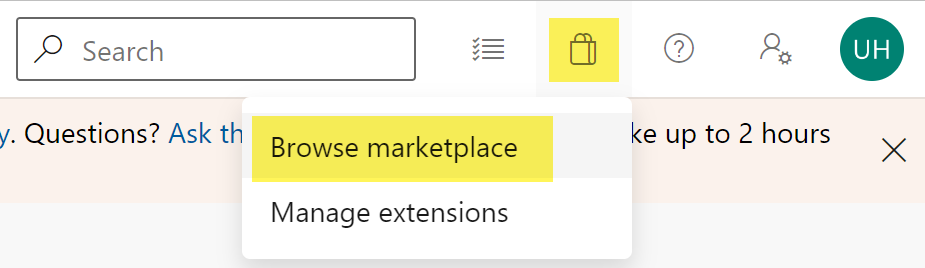 Search
UH
y. Questions? Ask th ke up to 2 hours
Browse marketplace
Manage extensions